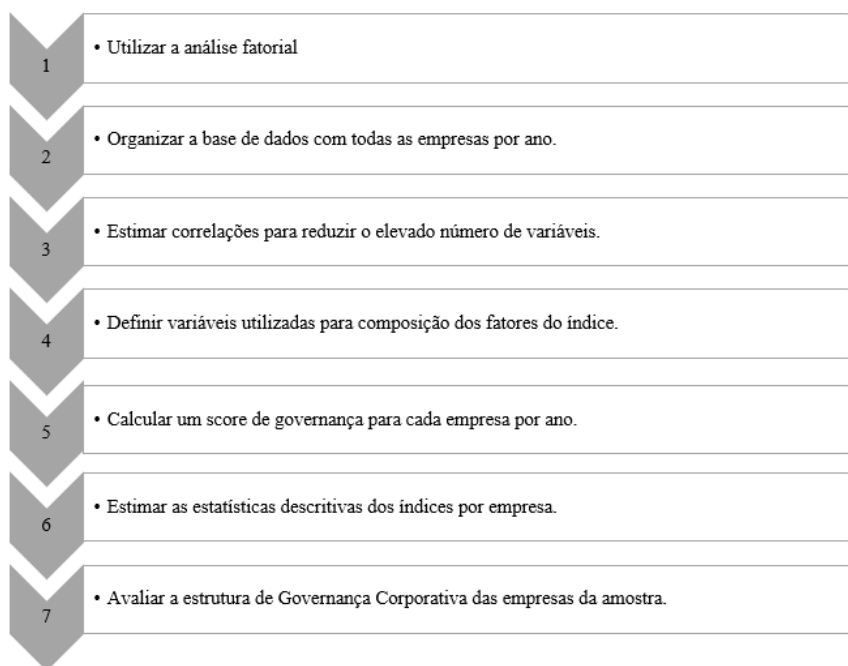 1
• Utilizar a análise fatorial
2
• Organizar a base de dados com todas as empresas por ano.
3
• Estimar correlações para reduzir o elevado número de variáveis.
4
• Definir variáveis utilizadas para composição dos fatores do índice.
5
• Calcular um score de governança para cada empresa por ano.
6
• Estimar as estatísticas descritivas dos índices por empresa.
7
• Avaliar a estrutura de Governança Corporativa das empresas da amostra.